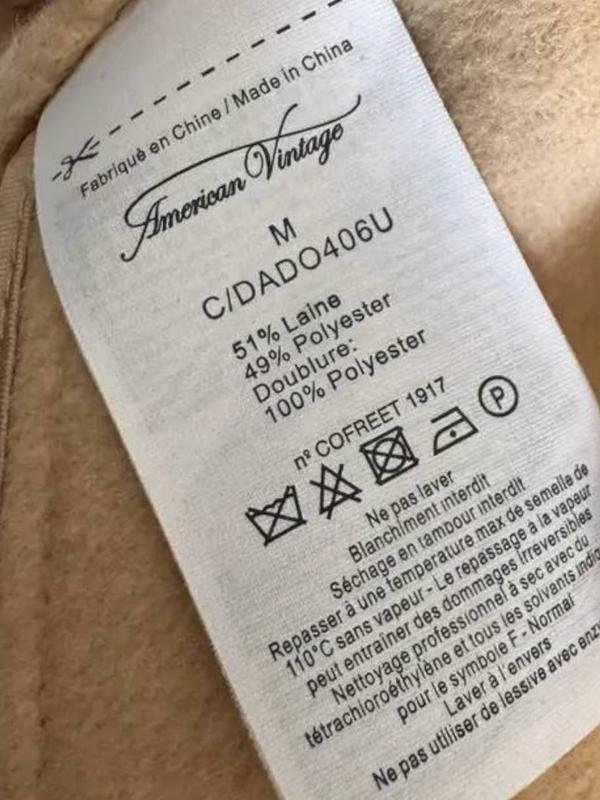 Fabriqué en Chine / Made in China
American Vintage
M
C/DADO406U
51% Laine
49% Polyester
Doublure:
100% Polyester
nº COFREET 1917
P
Ne pas laver
Blanchiment interdit
Séchage en tambour interdit
Repasser à une température max de semelle de
110°C sans vapeur - Le repassage à la vapeur
peut entraîner des dommages irreversibles
Nettoyage professionnel à sec avec du
tétrachloroéthylène et tous les solvants
pour le symbole F - Normal
Laver à l'envers
Ne pas utiliser de lessive avec